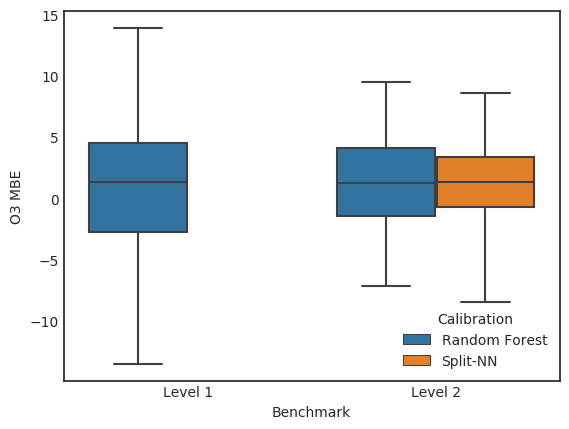 15
10
5
0
−5
−10
O3 MBE
Level 1
Level 2
Benchmark
Calibration
Random Forest
Split-NN